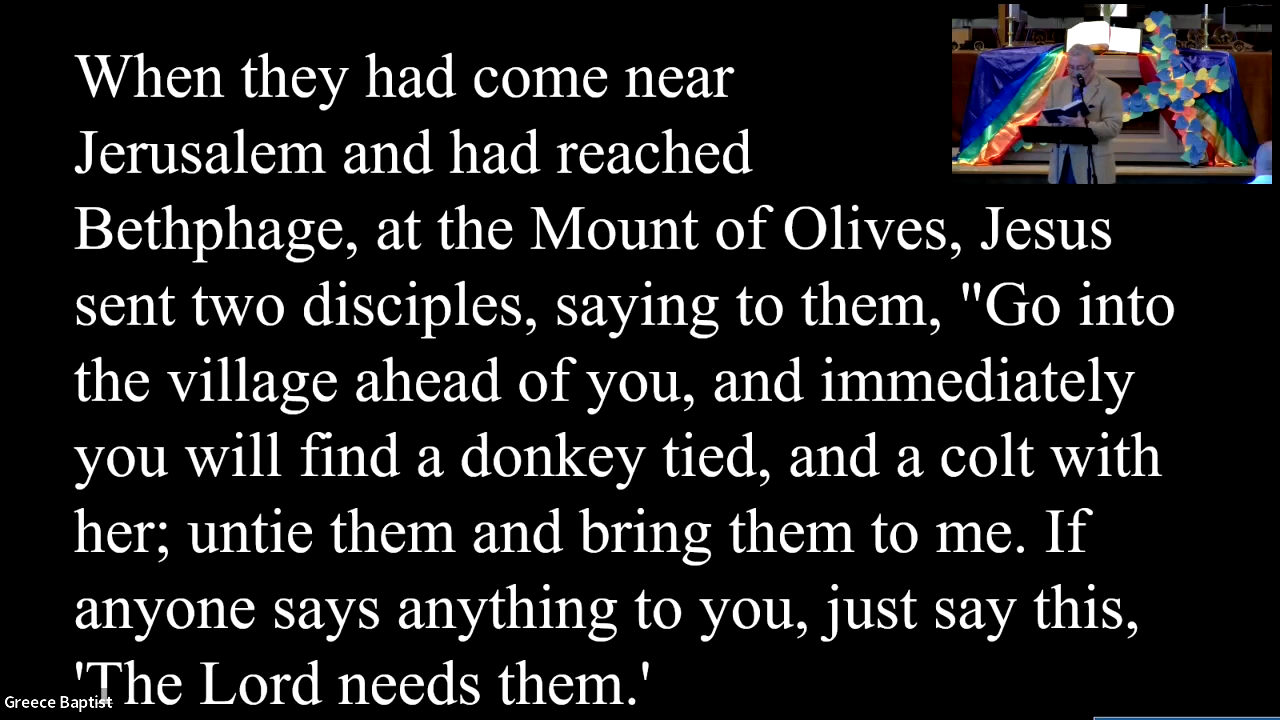 When they had come near
Jerusalem and had reached
Bethphage, at the Mount of Olives, Jesus
sent two disciples, saying to them, "Go into
the village ahead of you, and immediately
you will find a donkey tied, and a colt with
her; untie them and bring them to me. If
anyone says anything to you, just say this,
'The Lord needs them.'
Greece Baptist